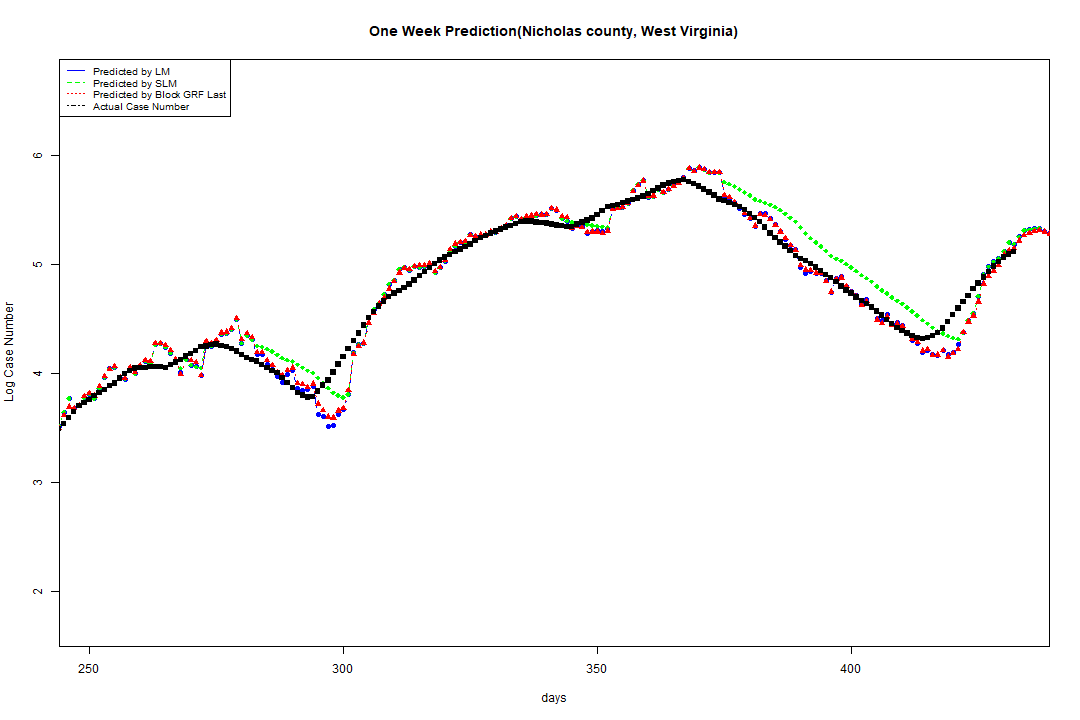 One Week Prediction(Nicholas county, West Virginia)
Predicted by LM
Predicted by SLM
Predicted by Block GRF Last
Actual Case Number
6
5
4
3
2
Log Case Number
250 300 350 400
days